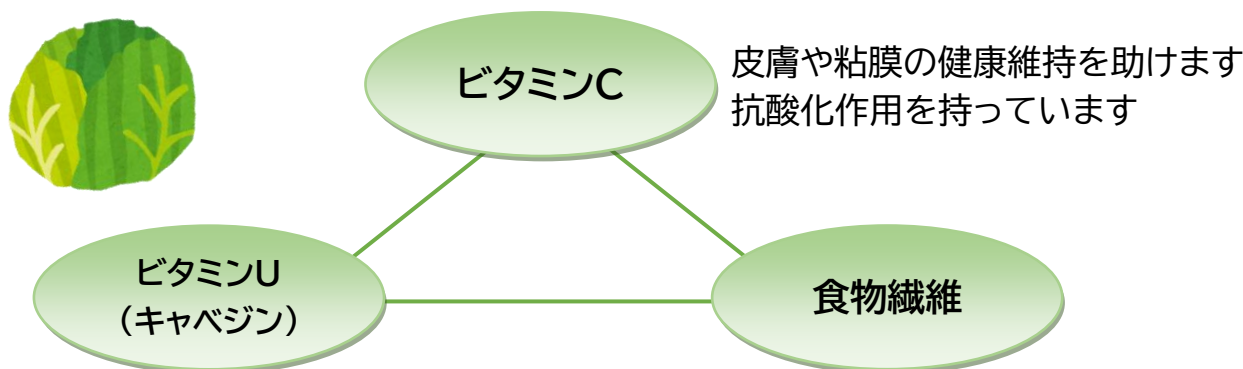 ビタミンC
皮膚や粘膜の健康維持を助けます
抗酸化作用を持っています
ビタミンU
（キャベジン）
食物繊維